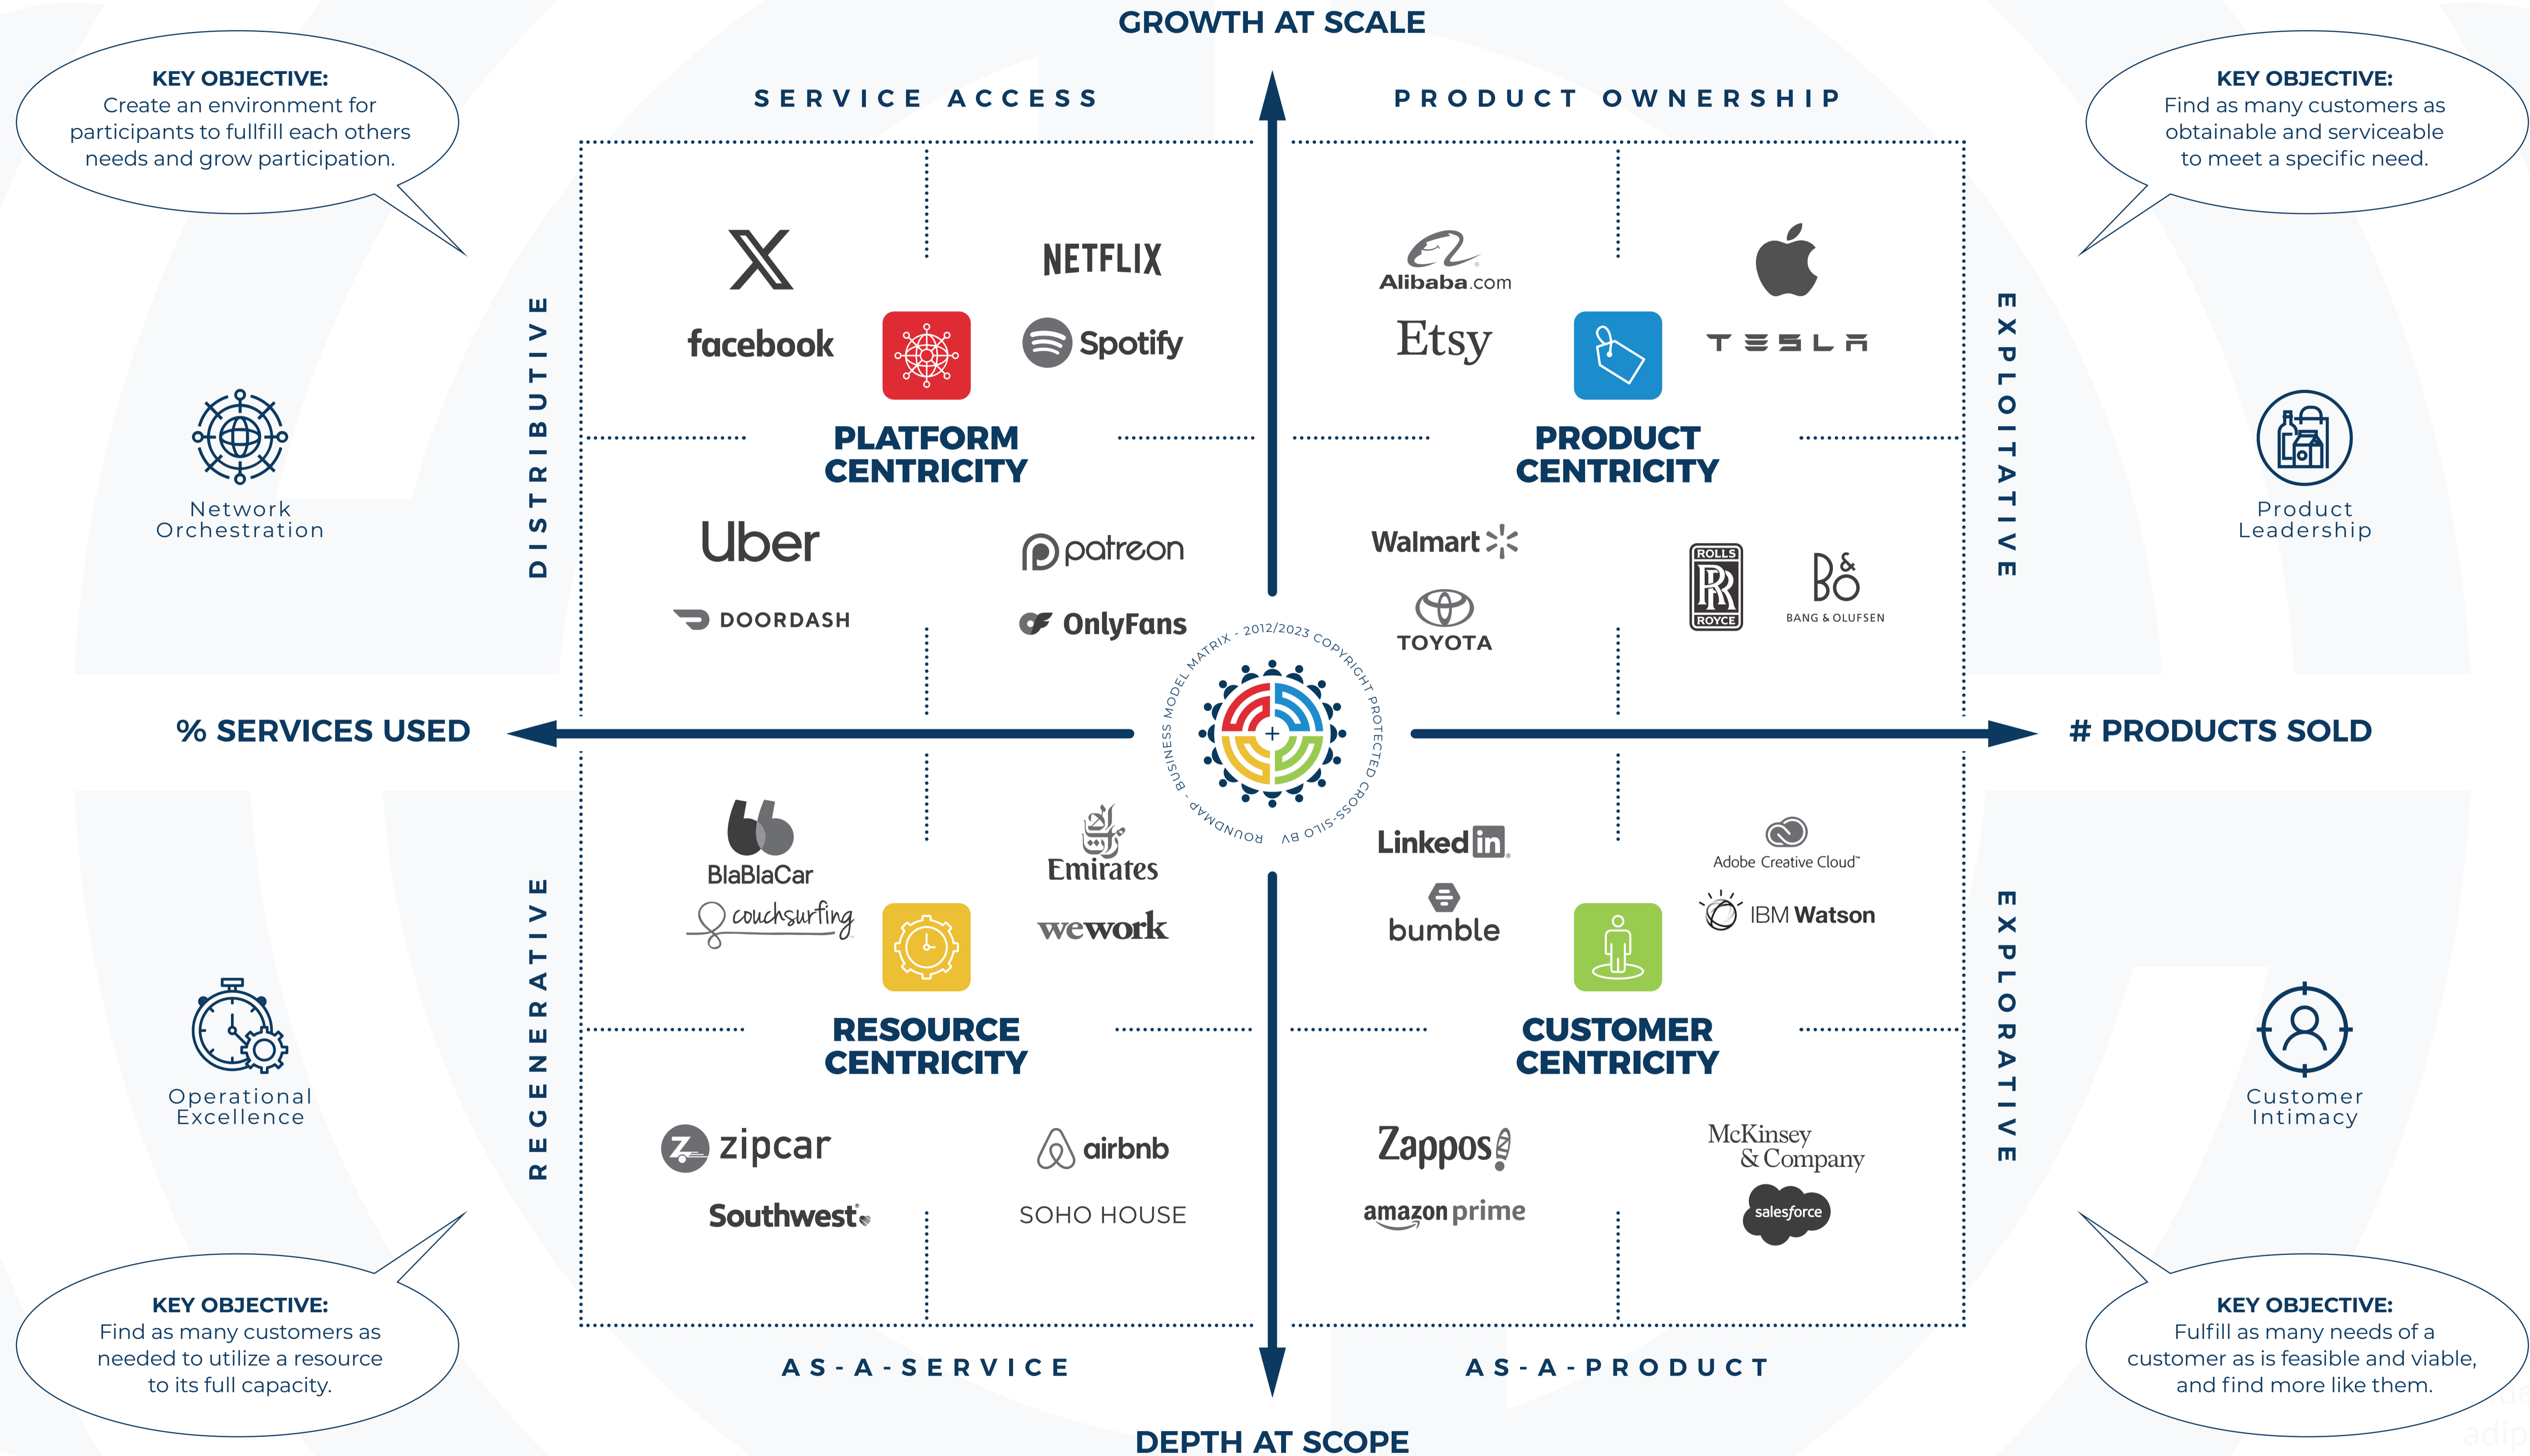 GROWTH AT SCALE
KEY OBJECTIVE:
Create an environment for
participants to fullfill each others
needs and grow participation.
SERVICE ACCESS
PRODUCT OWNERSHIP
KEY OBJECTIVE:
Find as many customers as
obtainable and serviceable
to meet a specific need.
DISTRIBUTIVE
X
NETFLIX
facebook
Spotify
PLATFORM
CENTRICITY
Uber
patreon
DOORDASH
OnlyFans
Alibaba.com
Etsy
TESLA
PRODUCT
CENTRICITY
Walmart
TOYOTA
ROLLS
RR
ROYCE
B&O
BANG & OLUFSEN
EXPLOITATIVE
Network
Orchestration
Product
Leadership
% SERVICES USED
ROUNDMAP - BUSINESS MODEL MATRIX - 2012/2023 COPYRIGHT PROTECTED CROSS-SILO BV
# PRODUCTS SOLD
REGENERATIVE
BlaBlaCar
couchsurfing
الإمارات
Emirates
wework
RESOURCE
CENTRICITY
zipcar
airbnb
Southwest
SOHO HOUSE
Linked in
bumble
Adobe Creative Cloud™
IBM Watson
CUSTOMER
CENTRICITY
Zappos
amazon prime
McKinsey
& Company
salesforce
EXPLORATIVE
Operational
Excellence
Customer
Intimacy
KEY OBJECTIVE:
Find as many customers as
needed to utilize a resource
to its full capacity.
AS-A-SERVICE
AS-A-PRODUCT
KEY OBJECTIVE:
Fulfill as many needs of a
customer as is feasible and viable,
and find more like them.
adip
DEPTH AT SCOPE